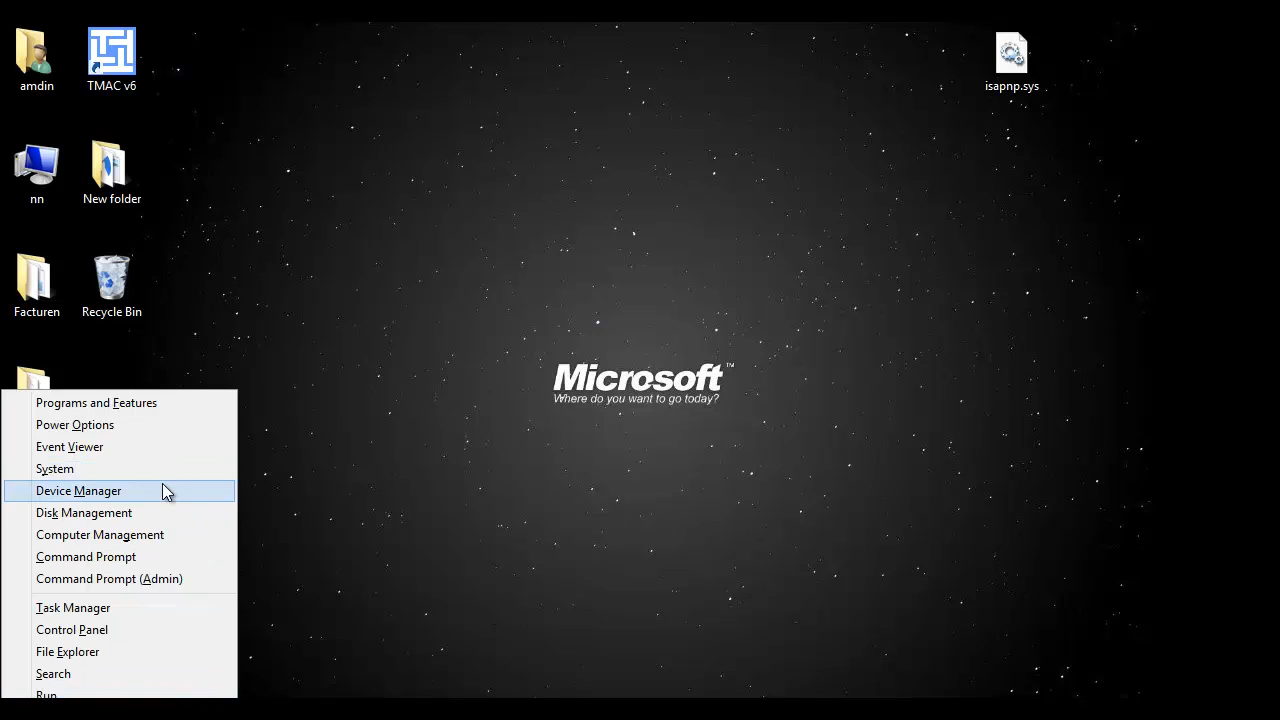 amdin
TMAC v6
isapnp.sys
nn
New folder
Facturen
Recycle Bin
Microsoft™
Where do you want to go today?
Programs and Features
Power Options
Event Viewer
System
Device Manager
Disk Management
Computer Management
Command Prompt
Command Prompt (Admin)
Task Manager
Control Panel
File Explorer
Search
Run